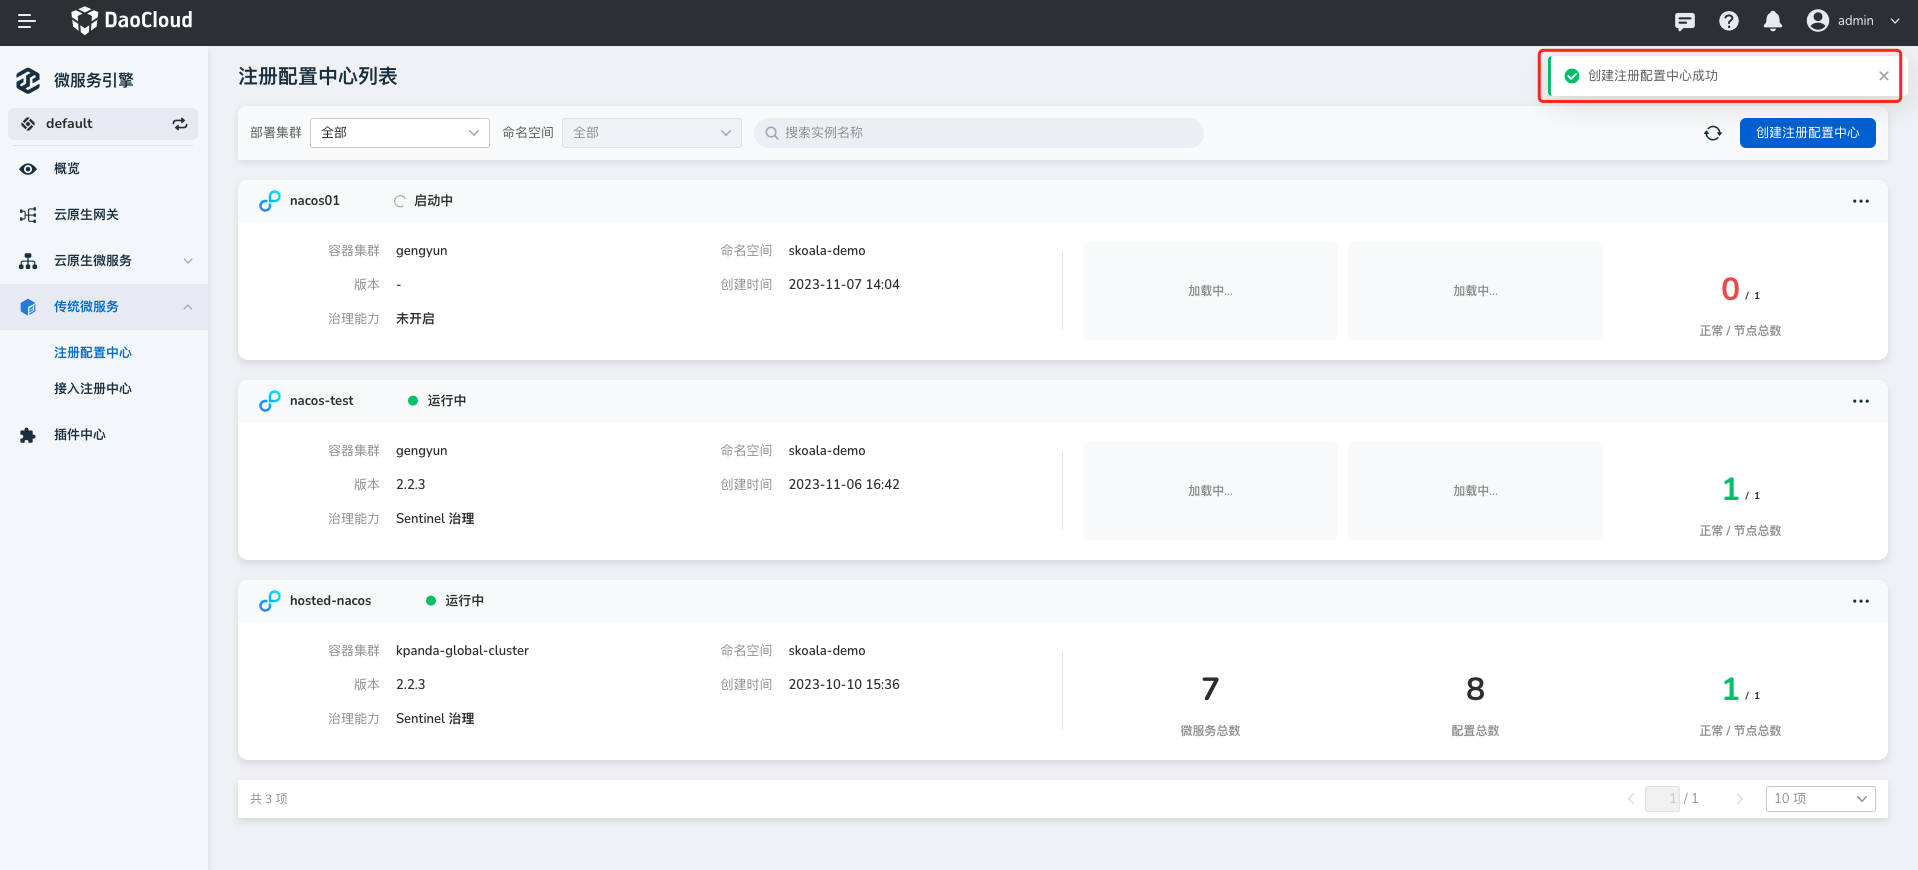 DaoCloud
admin
微服务引擎
default
概览
云原生网关
云原生微服务
传统微服务
注册配置中心
接入注册中心
插件中心
注册配置中心列表
创建注册配置中心成功
部署集群 全部 命名空间 全部 搜索实例名称 创建注册配置中心
nacos01 启动中
容器集群 gengyun 命名空间 skoala-demo
版本 - 创建时间 2023-11-07 14:04
治理能力 未开启
加载中... 加载中... 0 / 1
正常 / 节点总数
nacos-test 运行中
容器集群 gengyun 命名空间 skoala-demo
版本 2.2.3 创建时间 2023-11-06 16:42
治理能力 Sentinel 治理
加载中... 加载中... 1 / 1
正常 / 节点总数
hosted-nacos 运行中
容器集群 kpanda-global-cluster 命名空间 skoala-demo
版本 2.2.3 创建时间 2023-10-10 15:36
治理能力 Sentinel 治理
7 8 1 / 1
微服务总数 配置总数 正常 / 节点总数
共 3 项 1 / 1 10 项